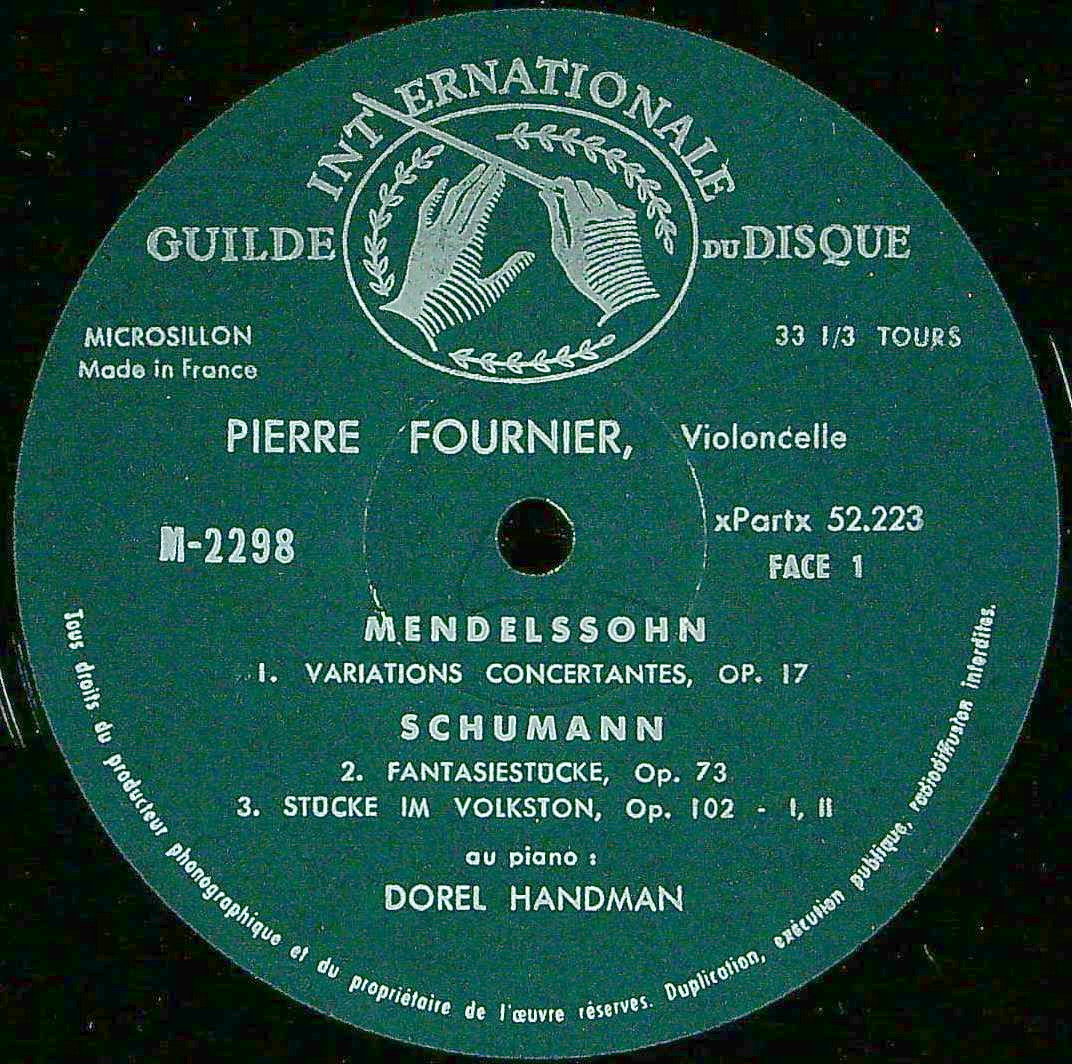 INTERNATIONALE
GUILDE DU DISQUE
MICROSILLON
Made in France
33 1/3 TOURS
PIERRE FOURNIER, Violoncelle
M-2298
xPartx 52.223
FACE 1
MENDELSSOHN
1. VARIATIONS CONCERTANTES, OP. 17
SCHUMANN
2. FANTASIESTÜCKE, Op. 73
3. STÜCKE IM VOLKSTON, Op. 102 - I, II
au piano :
DOREL HANDMAN
Tous droits du producteur phonographique et du propriétaire de l'œuvre réserves. Duplication, exécution publique, radiodiffusion interdites.